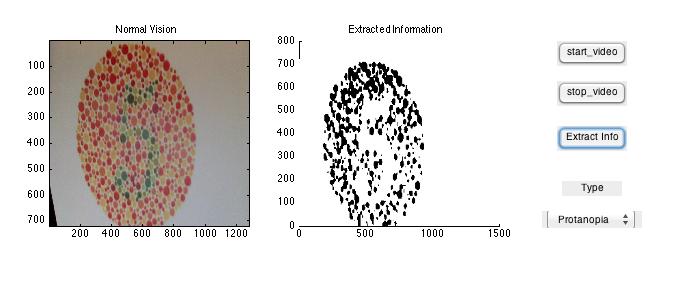 Normal Vision
100
200
300
400
500
600
700
200 400 600 800 1000 1200
Extracted Information
800
700
600
500
400
300
200
100
0
0 500 1000 1500
start_video
stop_video
Extract Info
Type
Protanopia